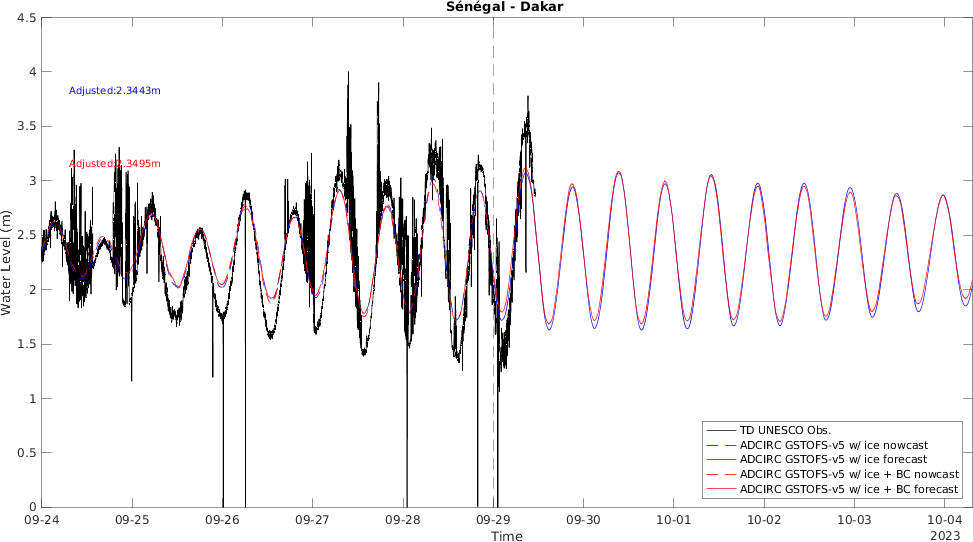 Sénégal - Dakar
4.5
4
3.5
3
2.5
2
1.5
1
0.5
0
Water Level (m)
Adjusted:2.3443m
Adjusted:2.3495m
TD UNESCO Obs.
ADCIRC GSTOFS-v5 w/ ice nowcast
ADCIRC GSTOFS-v5 w/ ice forecast
ADCIRC GSTOFS-v5 w/ ice + BC nowcast
ADCIRC GSTOFS-v5 w/ ice + BC forecast
09-24 09-25 09-26 09-27 09-28 09-29 09-30 10-01 10-02 10-03 10-04
Time
2023